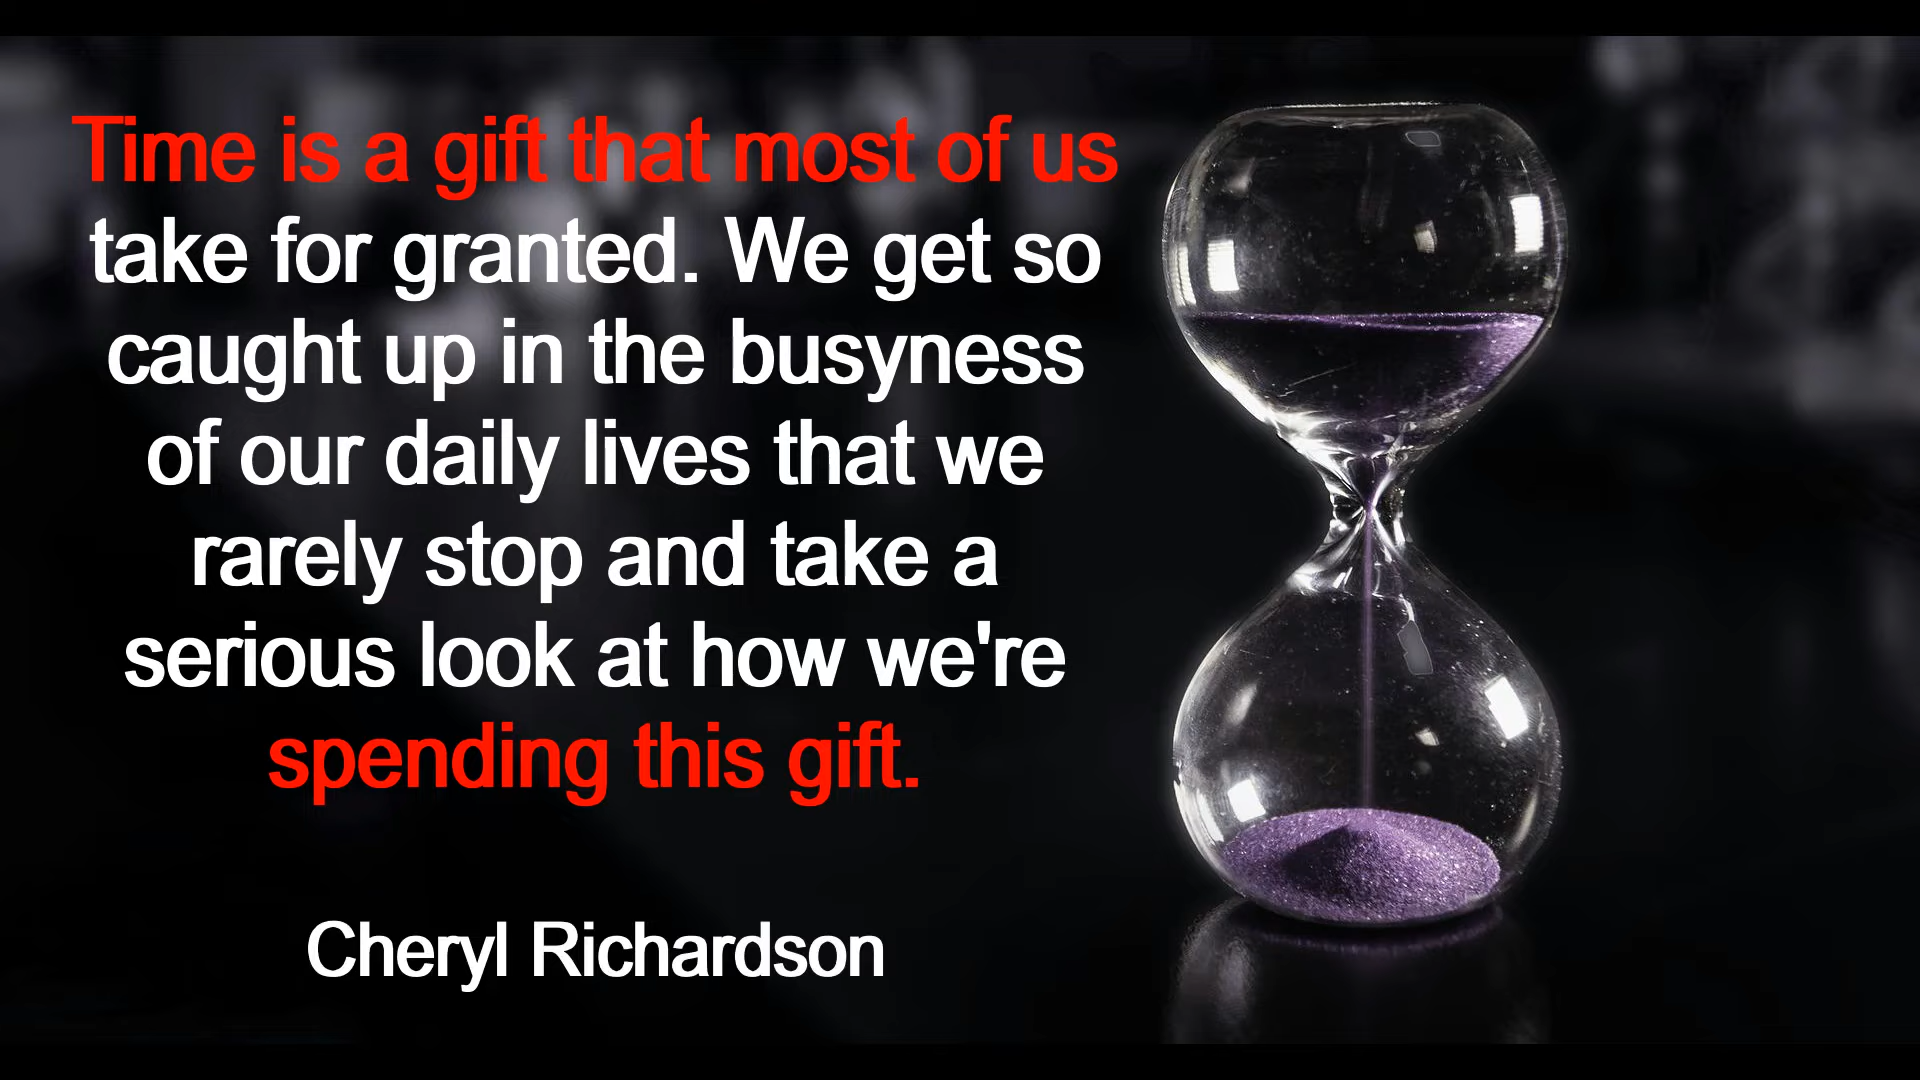 Time is a gift that most of us
take for granted. We get so
caught up in the busyness
of our daily lives that we
rarely stop and take a
serious look at how we're
spending this gift.
Cheryl Richardson